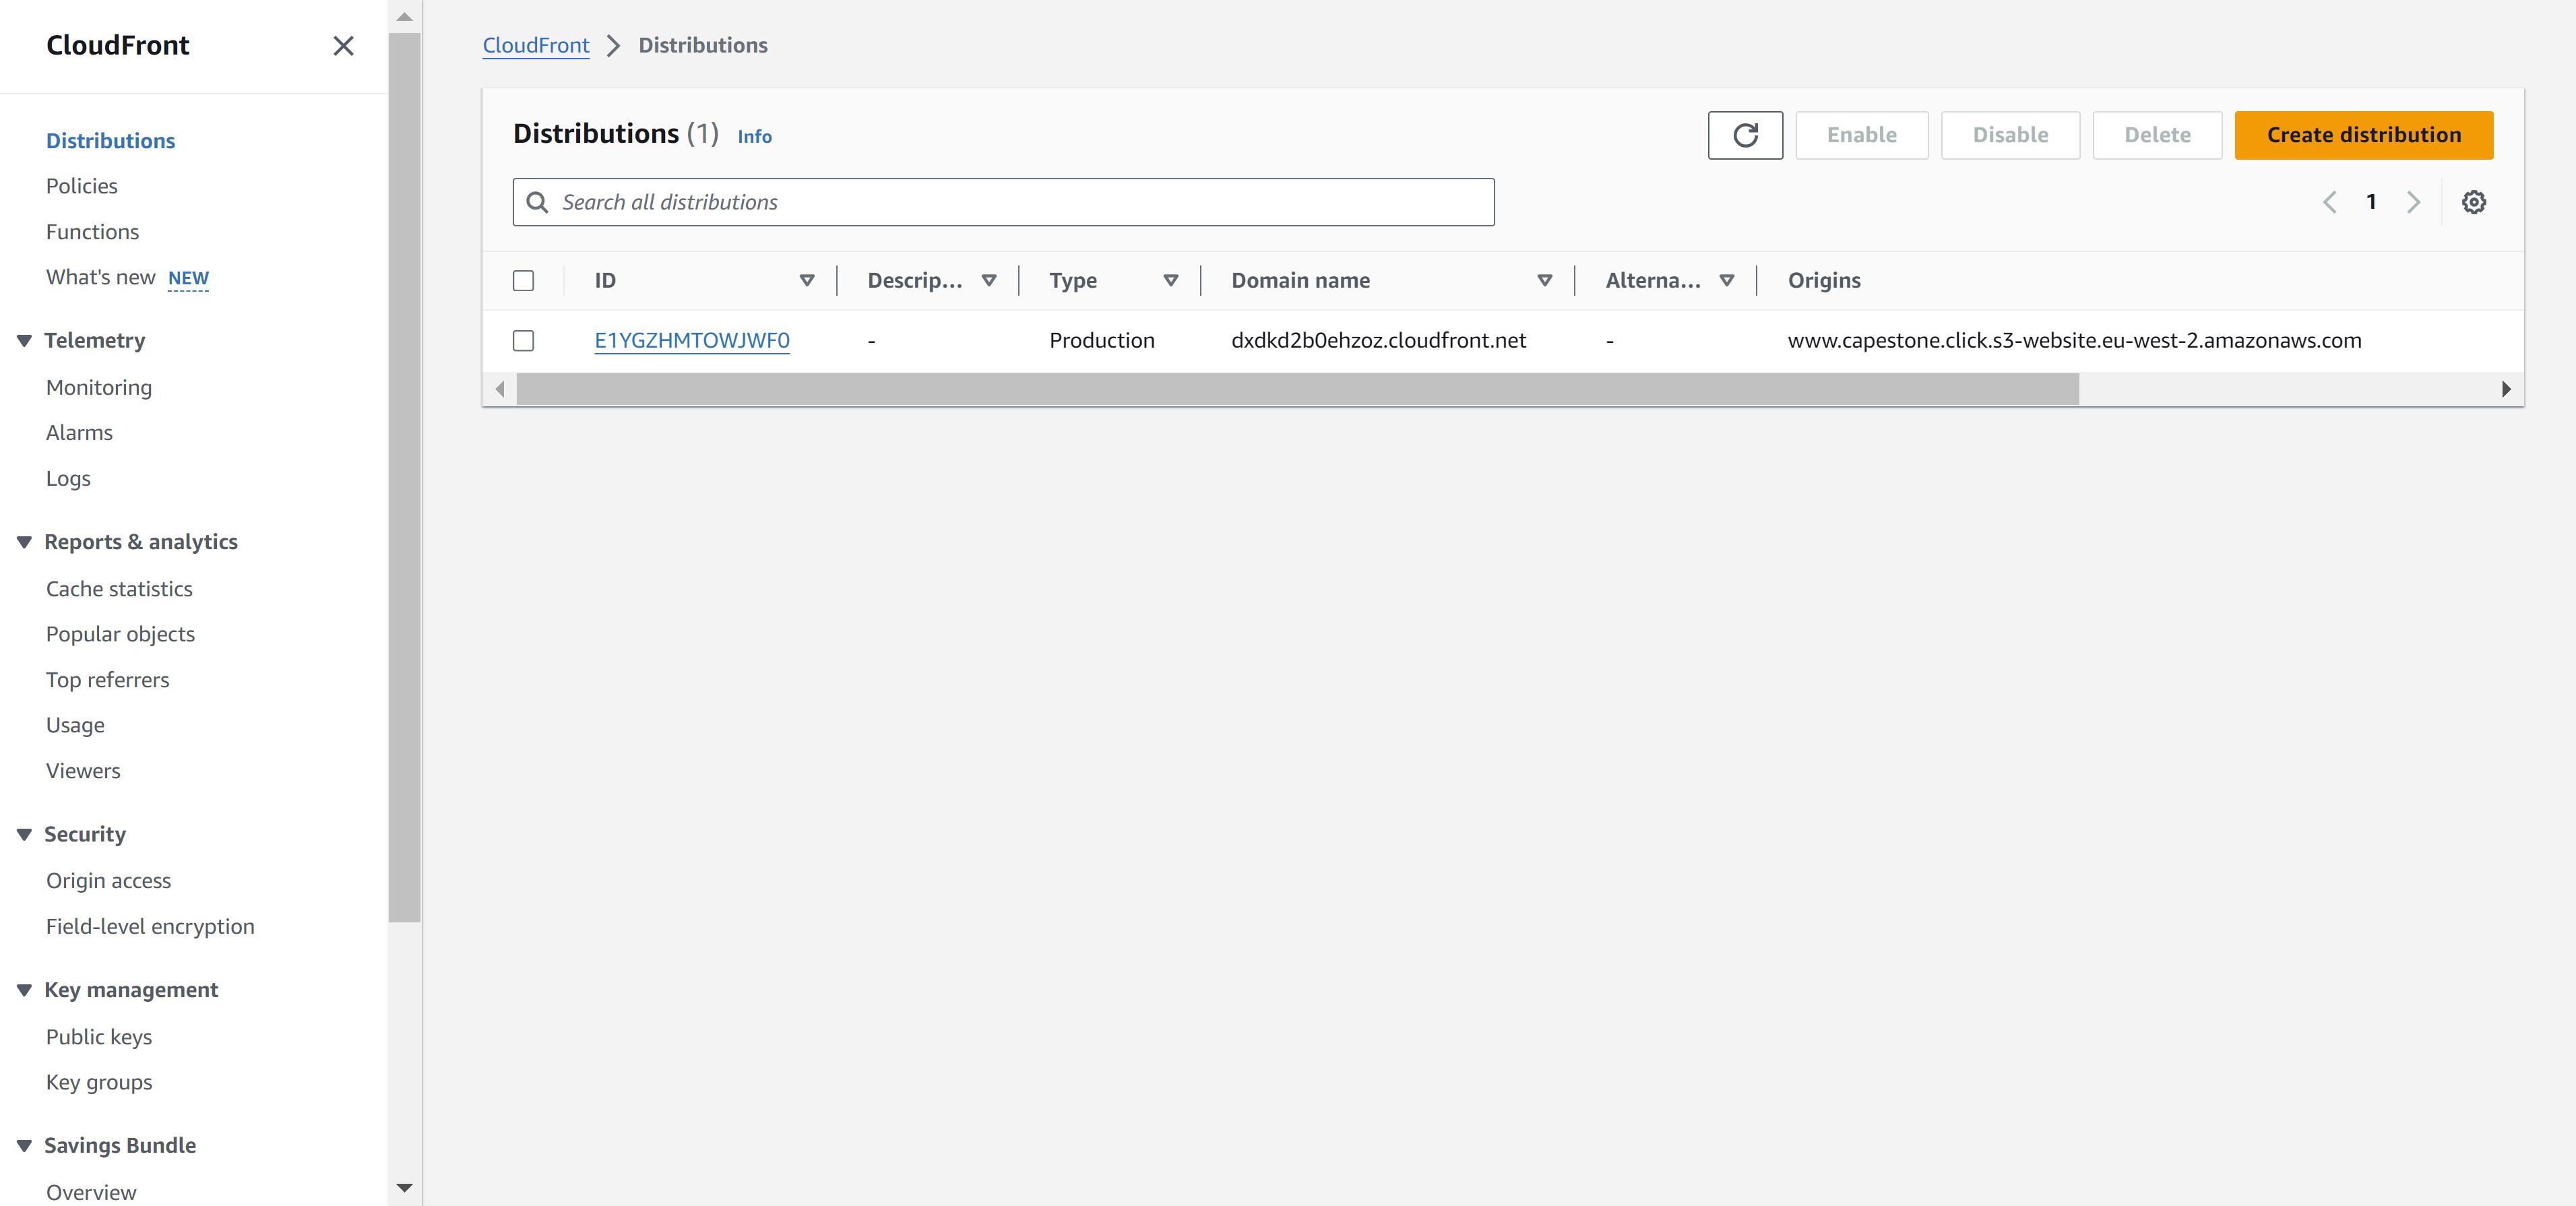 CloudFront
Distributions
Policies
Functions
What's new NEW
Telemetry
Monitoring
Alarms
Logs
Reports & analytics
Cache statistics
Popular objects
Top referrers
Usage
Viewers
Security
Origin access
Field-level encryption
Key management
Public keys
Key groups
Savings Bundle
Overview
CloudFront > Distributions
Distributions (1) Info
Enable Disable Delete Create distribution
Search all distributions
1
ID Descrip... Type Domain name Alterna... Origins
E1YGZHMTOWJWF0 - Production dxdkd2b0ehzoz.cloudfront.net - www.capestone.click.s3-website.eu-west-2.amazonaws.com